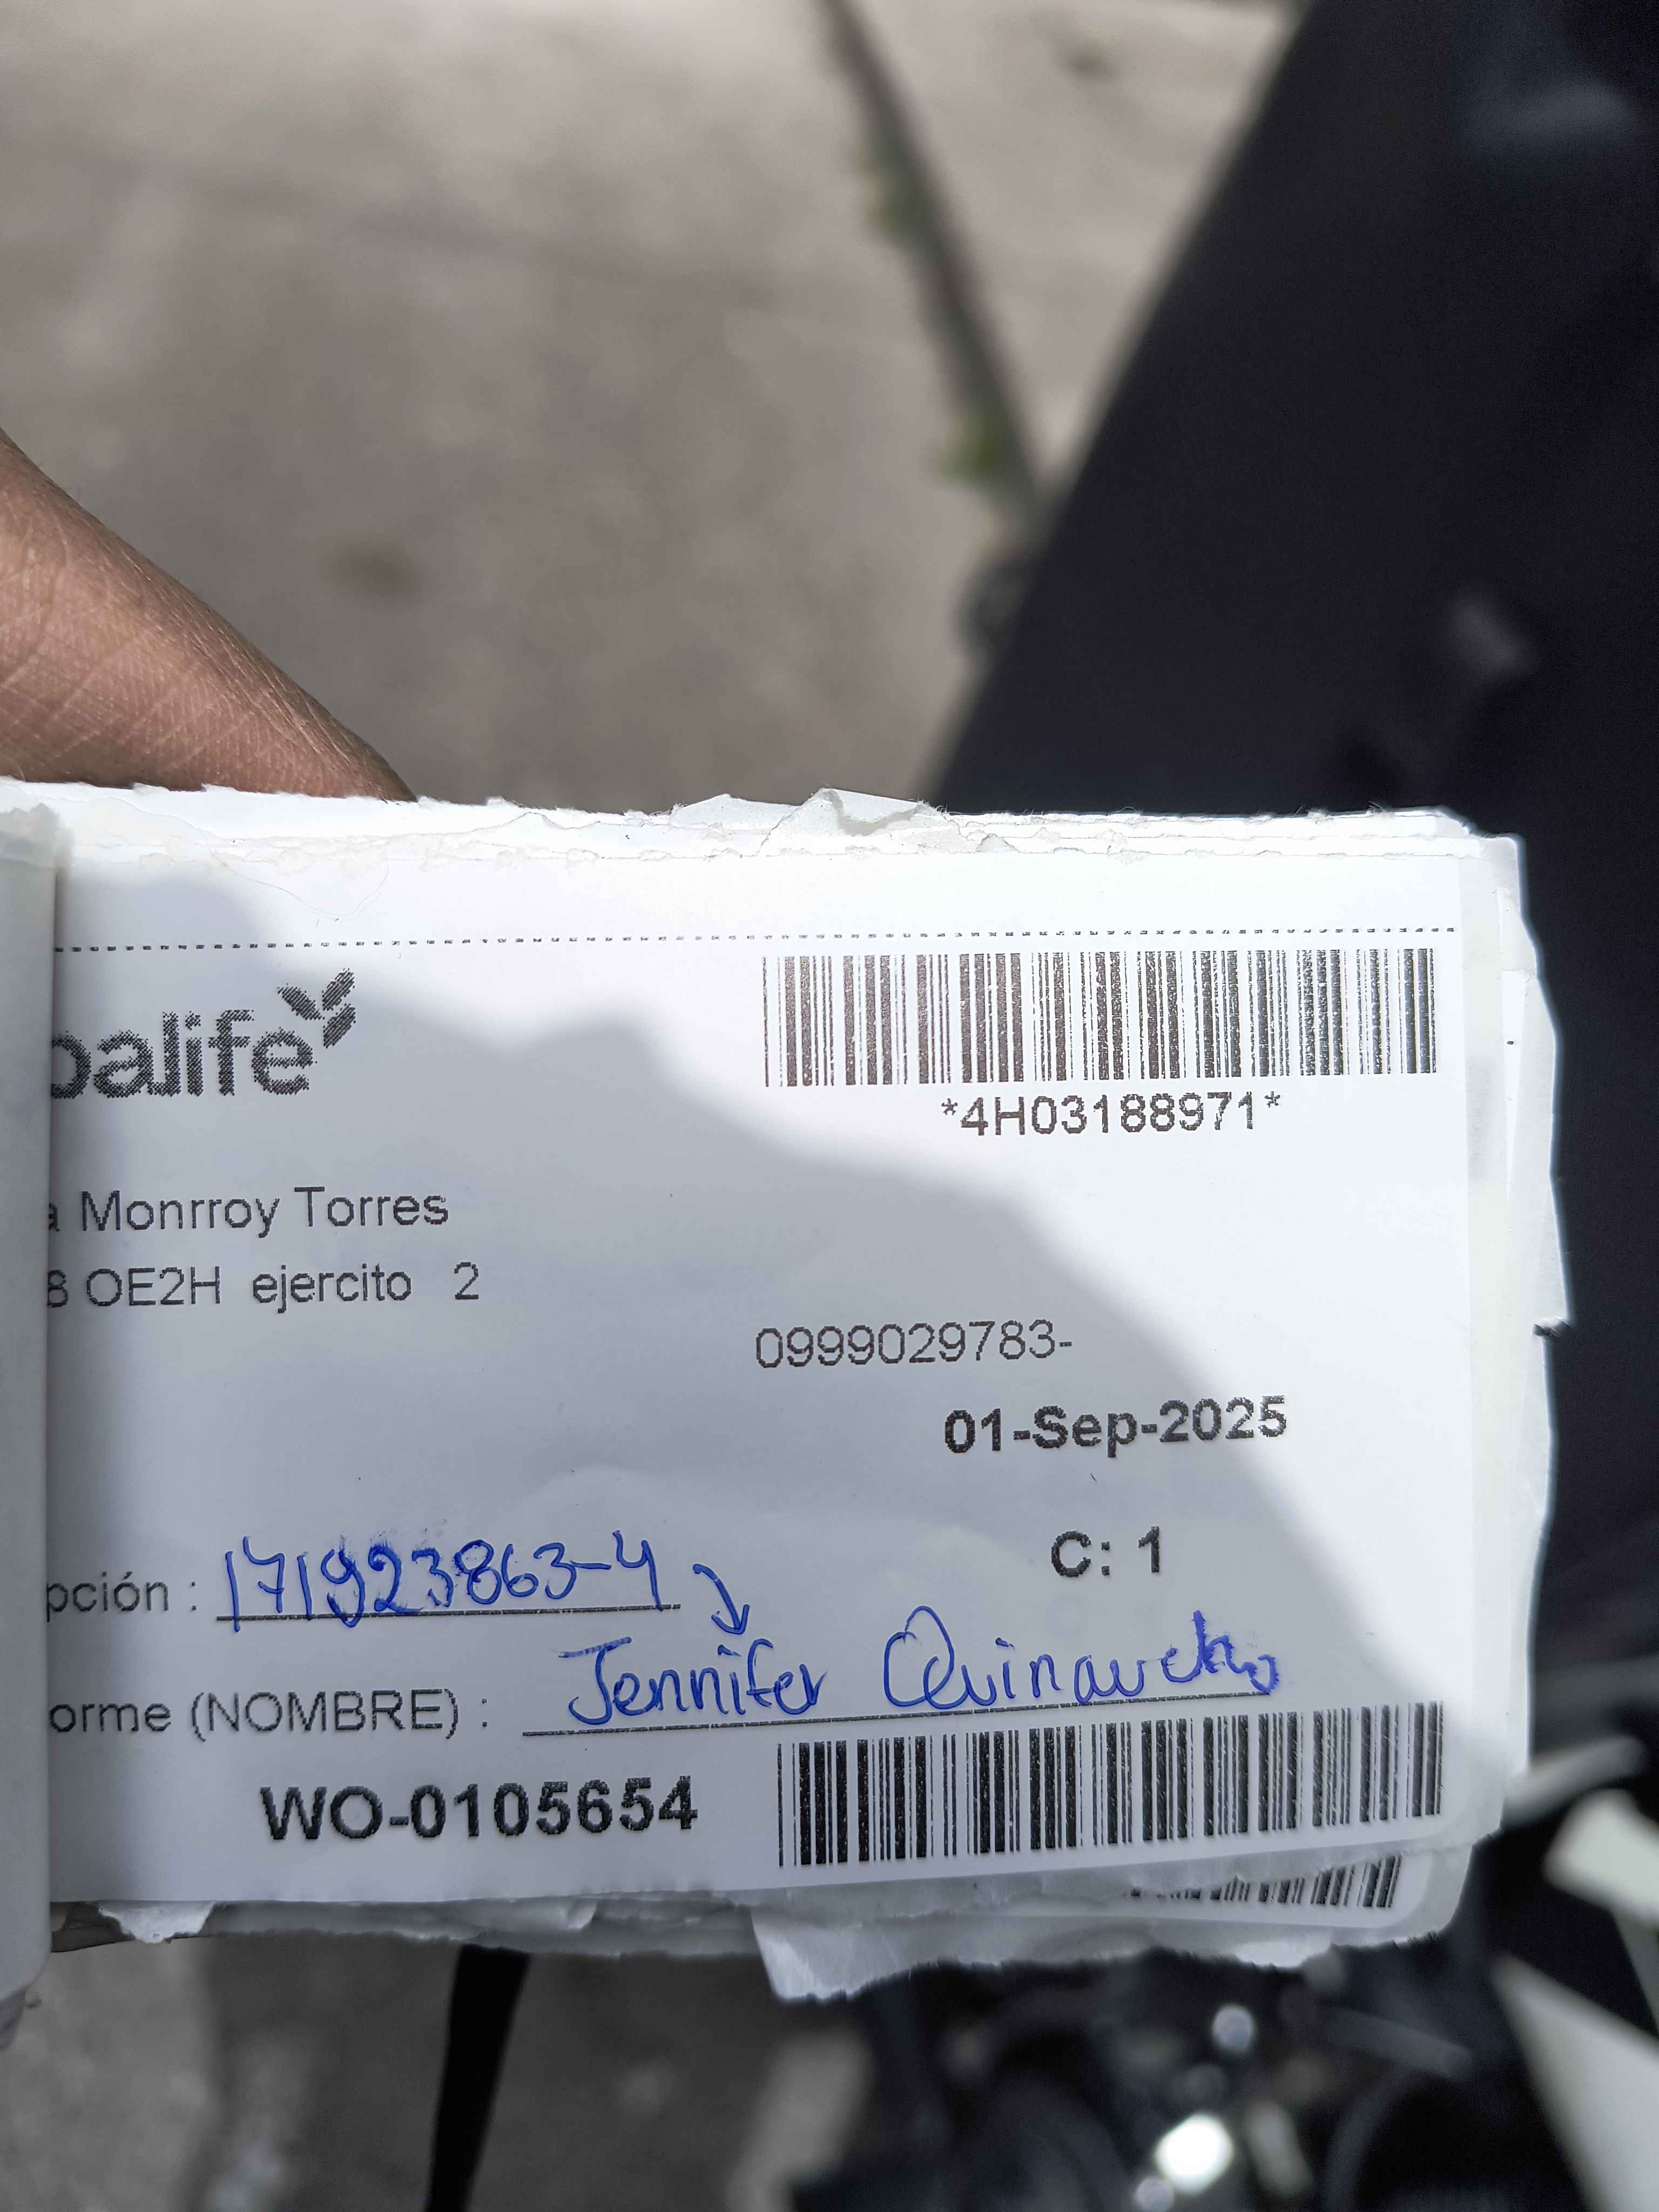 balife
*4H03188971*
a Monrroy Torres
8 OE2H ejercito 2
0999029783-
01-Sep-2025
C: 1
pción : 171923863-4
orme (NOMBRE) : Jennifer
WO-0105654